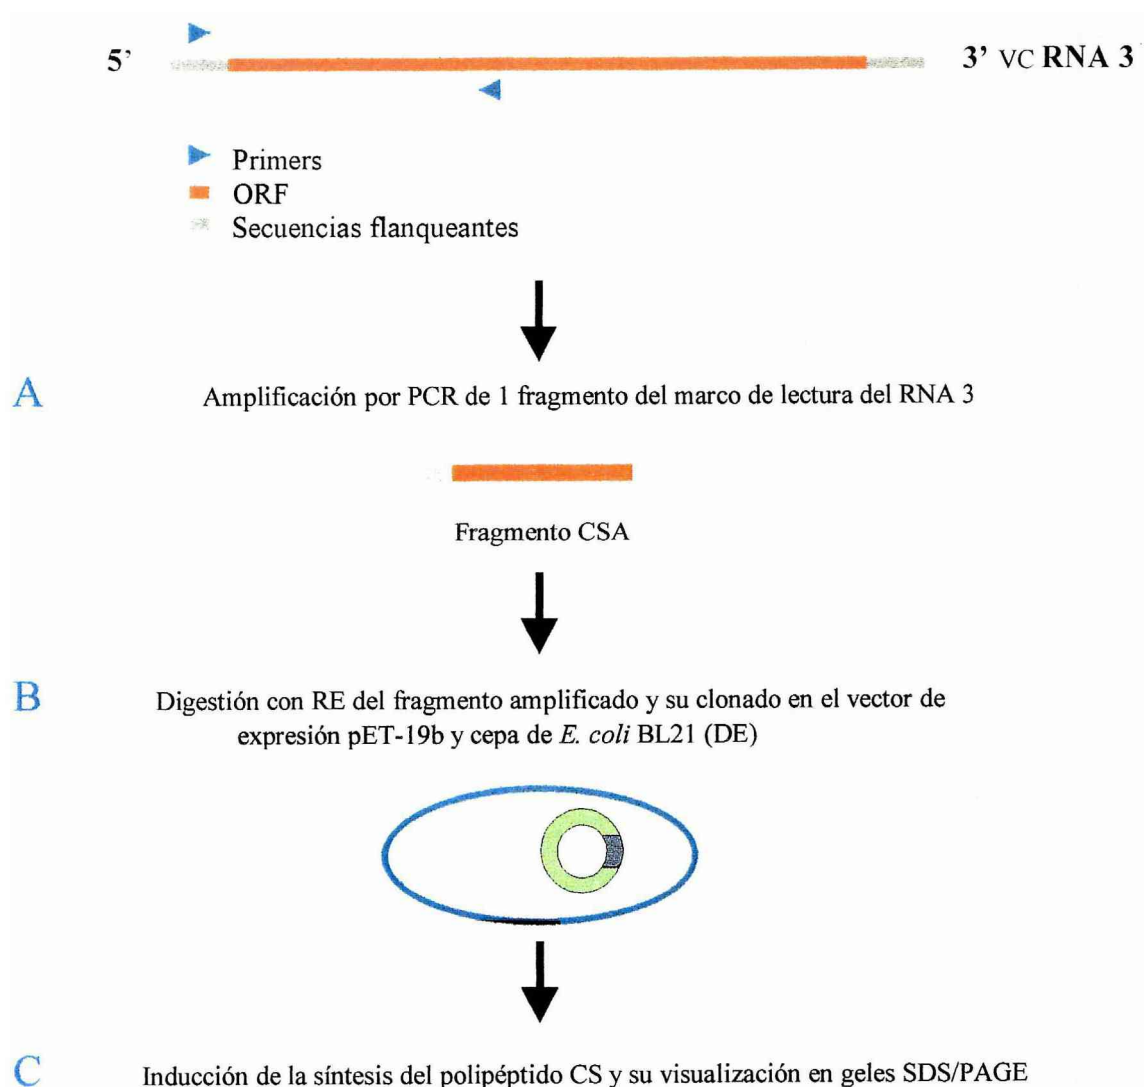 5’ 3’ VC RNA 3
Primers
ORF
Secuencias flanqueantes
A Amplificación por PCR de 1 fragmento del marco de lectura del RNA 3
Fragmento CSA
B Digestión con RE del fragmento amplificado y su clonado en el vector de
expresión pET-19b y cepa de E. coli BL21 (DE)
C Inducción de la síntesis del polipéptido CS y su visualización en geles SDS/PAGE